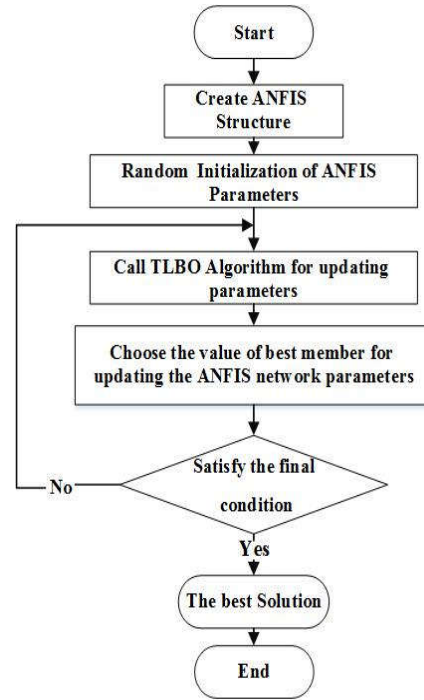 Start
Create ANFIS
Structure
Random Initialization of ANFIS
Parameters
Call TLBO Algorithm for updating
parameters
Choose the value of best member for
updating the ANFIS network parameters
Satisfy the final
condition
No
Yes
The best Solution
End